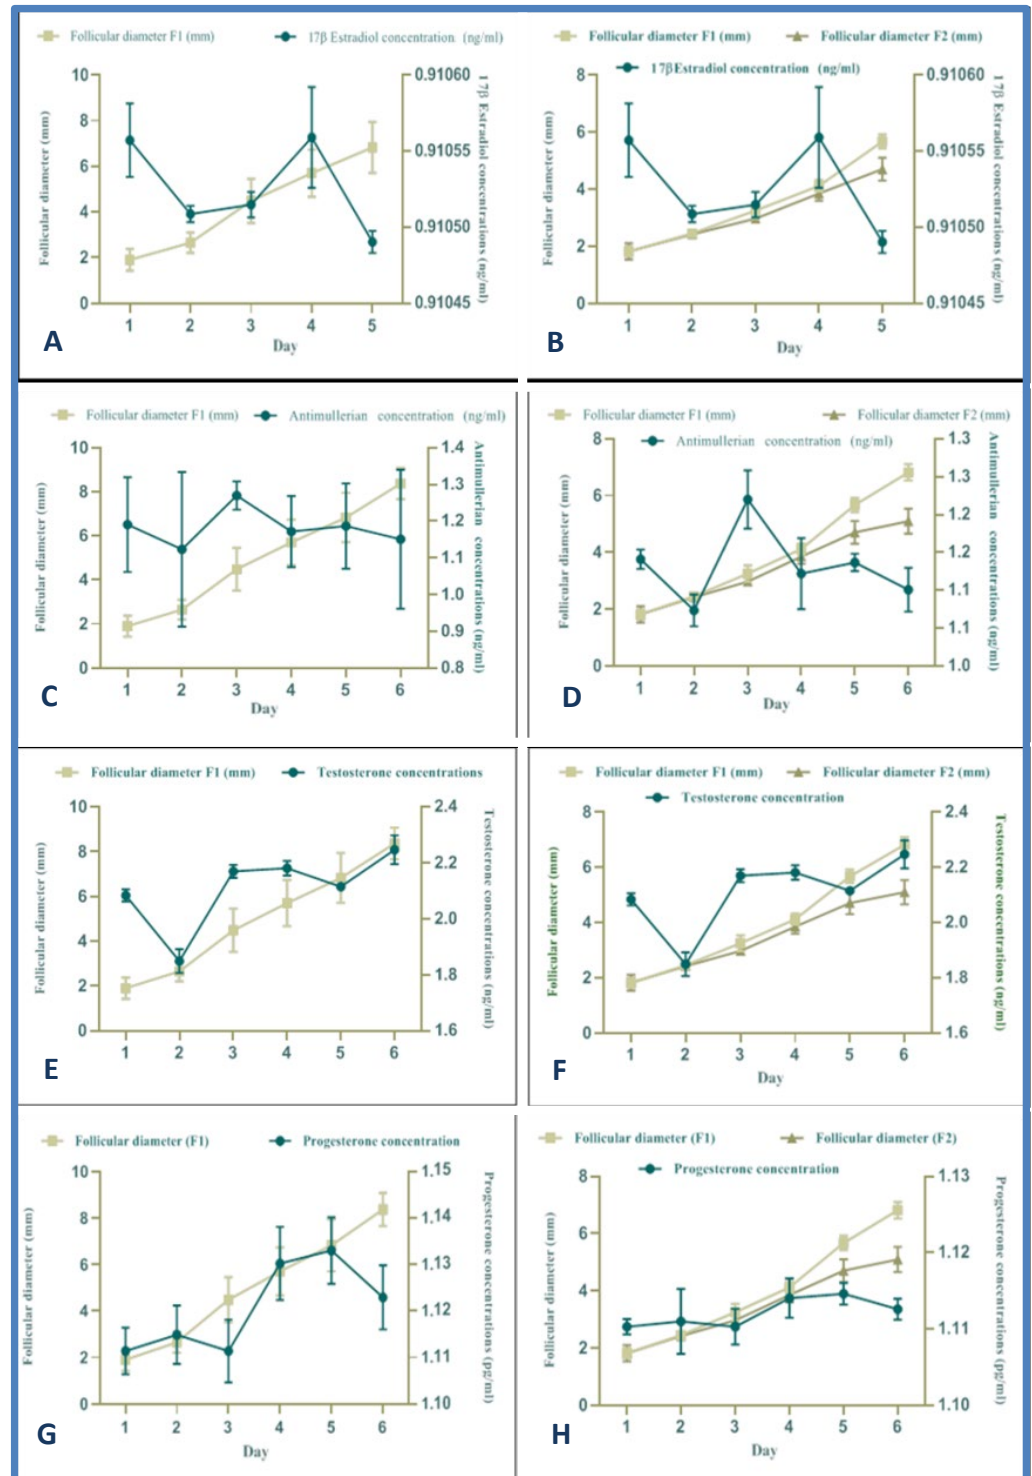 Follicular diameter F1 (mm) 17β Estradiol concentration (ng/ml)
Follicular diameter (mm)
10
8
6
4
2
0
0.91060
0.91055
0.91050
0.91045
17β Estradiol concentrations (ng/ml)
1 2 3 4 5
Day
A
Follicular diameter F1 (mm) Follicular diameter F2 (mm)
17βEstradiol concentration (ng/ml)
Follicular diameter (mm)
8
6
4
2
0
0.91060
0.91055
0.91050
0.91045
17β Estradiol concentrations (ng/ml)
1 2 3 4 5
Day
B
Follicular diameter F1 (mm) Antimullerian concentration (ng/ml)
Follicular diameter (mm)
10
8
6
4
2
0
1.4
1.3
1.2
1.1
1.0
0.9
0.8
Antimullerian concentrations (ng/ml)
1 2 3 4 5 6
Day
C
Follicular diameter F1 (mm) Follicular diameter F2 (mm)
Antimullerian concentration (ng/ml)
Follicular diameter (mm)
8
6
4
2
0
1.3
1.3
1.2
1.2
1.1
1.1
1.0
Antimullerian concentrations (ng/ml)
1 2 3 4 5 6
Day
D
Follicular diameter F1 (mm) Testosterone concentrations
Follicular diameter (mm)
10
8
6
4
2
0
2.4
2.2
2.0
1.8
1.6
Testosterone concentrations (ng/ml)
1 2 3 4 5 6
E
Follicular diameter F1 (mm) Follicular diameter F2 (mm)
Testosterone concentration
Follicular diameter (mm)
8
6
4
2
0
2.4
2.2
2.0
1.8
1.6
Testosterone concentrations (ng/ml)
1 2 3 4 5 6
Day
F
Follicular diameter (F1) Progesterone concentration
Follicular diameter (mm)
10
8
6
4
2
0
1.15
1.14
1.13
1.12
1.11
1.10
Progesterone concentrations (pg/ml)
1 2 3 4 5 6
Day
G
Follicular diameter (F1) Follicular diameter (F2)
Progesterone concentration
Follicular diameter (mm)
8
6
4
2
0
1.13
1.12
1.11
1.10
Progesterone concentrations (pg/ml)
1 2 3 4 5 6
Day
H